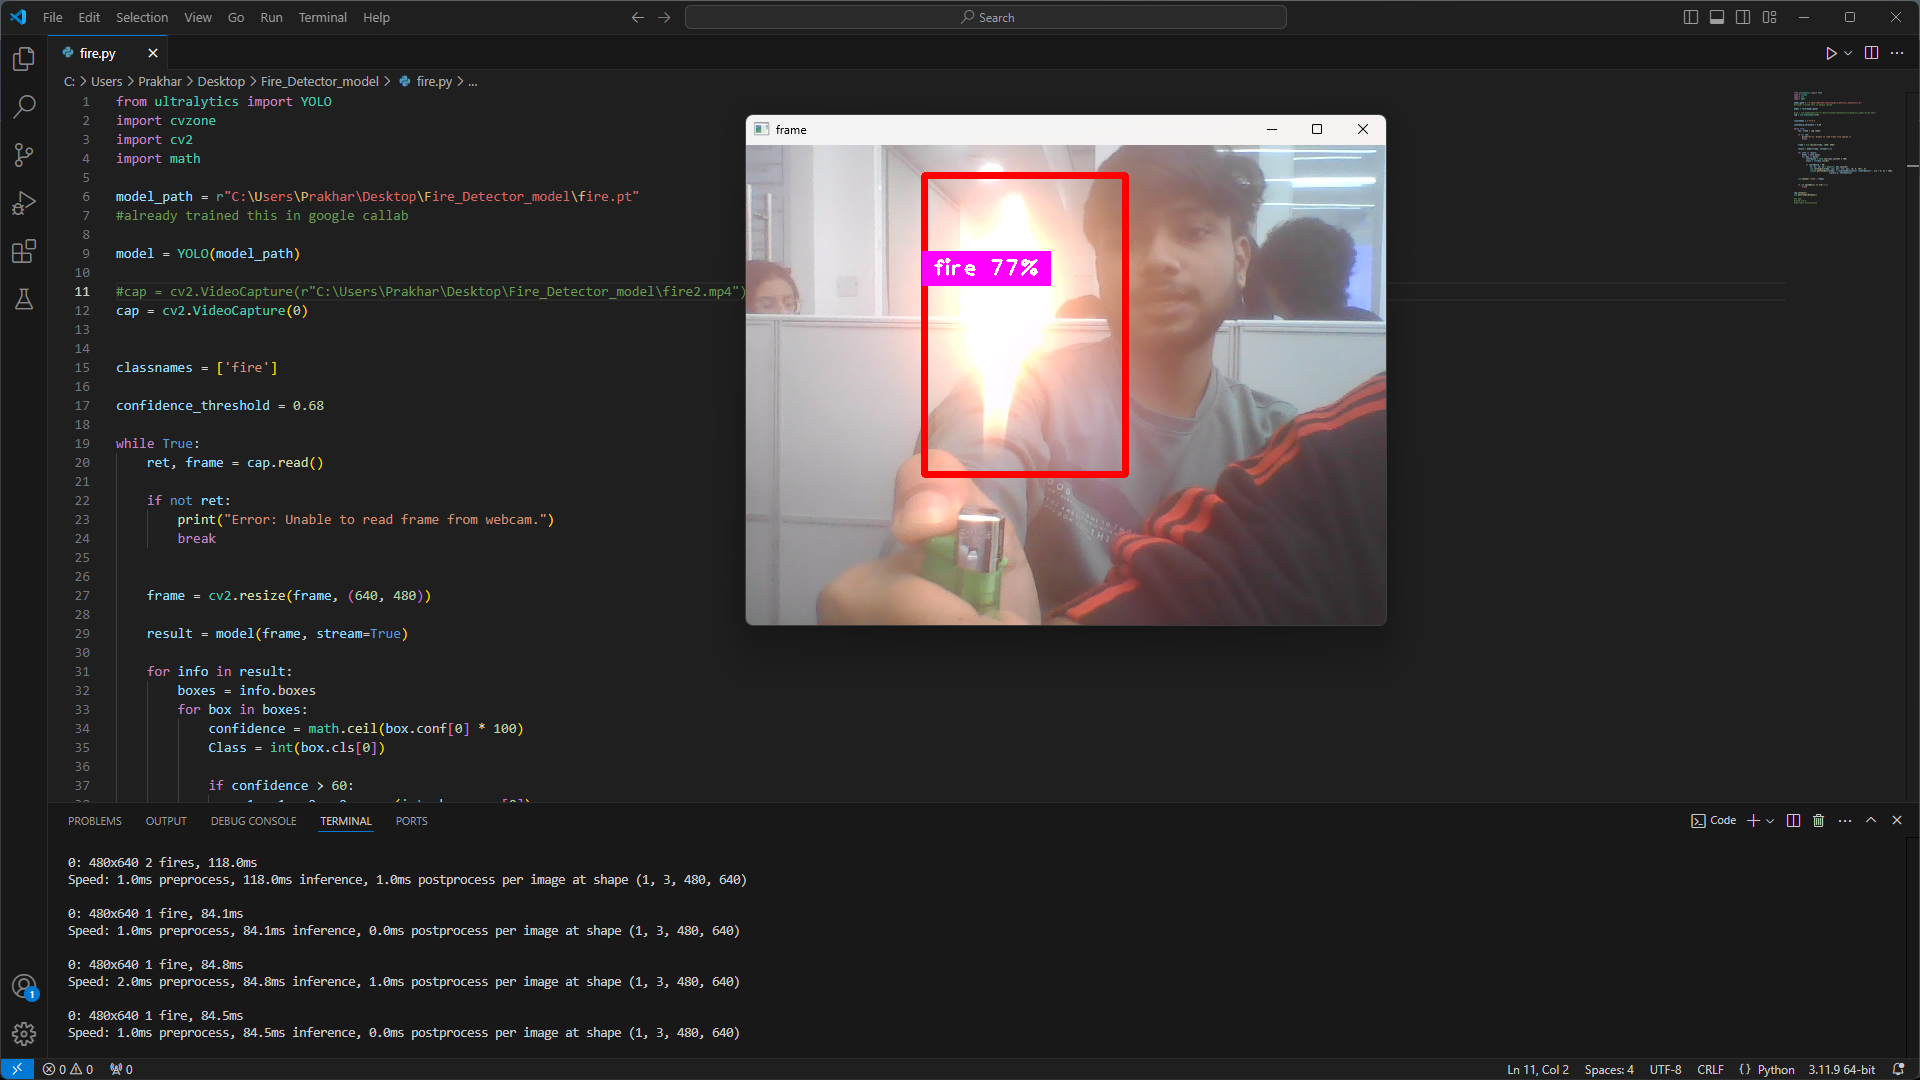 File Edit Selection View Go Run Terminal Help
Search
fire.py
C: > Users > Prakhar > Desktop > Fire_Detector_model > fire.py > ...
1 from ultralytics import YOLO
2 import cvzone
3 import cv2
4 import math
5
6 model_path = r"C:\Users\Prakhar\Desktop\Fire_Detector_model\fire.pt"
7 #already trained this in google callab
8
9 model = YOLO(model_path)
10
11 #cap = cv2.VideoCapture(r"C:\Users\Prakhar\Desktop\Fire_Detector_model\fire2.mp4")
12 cap = cv2.VideoCapture(0)
13
14
15 classnames = ['fire']
16
17 confidence_threshold = 0.68
18
19 while True:
20 ret, frame = cap.read()
21
22 if not ret:
23 print("Error: Unable to read frame from webcam.")
24 break
25
26
27 frame = cv2.resize(frame, (640, 480))
28
29 result = model(frame, stream=True)
30
31 for info in result:
32 boxes = info.boxes
33 for box in boxes:
34 confidence = math.ceil(box.conf[0] * 100)
35 Class = int(box.cls[0])
36
37 if confidence > 60:
frame
fire 77%
PROBLEMS OUTPUT DEBUG CONSOLE TERMINAL PORTS
Code
0: 480x640 2 fires, 118.0ms
Speed: 1.0ms preprocess, 118.0ms inference, 1.0ms postprocess per image at shape (1, 3, 480, 640)
0: 480x640 1 fire, 84.1ms
Speed: 1.0ms preprocess, 84.1ms inference, 0.0ms postprocess per image at shape (1, 3, 480, 640)
0: 480x640 1 fire, 84.8ms
Speed: 2.0ms preprocess, 84.8ms inference, 1.0ms postprocess per image at shape (1, 3, 480, 640)
0: 480x640 1 fire, 84.5ms
Speed: 1.0ms preprocess, 84.5ms inference, 0.0ms postprocess per image at shape (1, 3, 480, 640)
1
0 0 0
Ln 11, Col 2 Spaces: 4 UTF-8 CRLF {} Python 3.11.9 64-bit